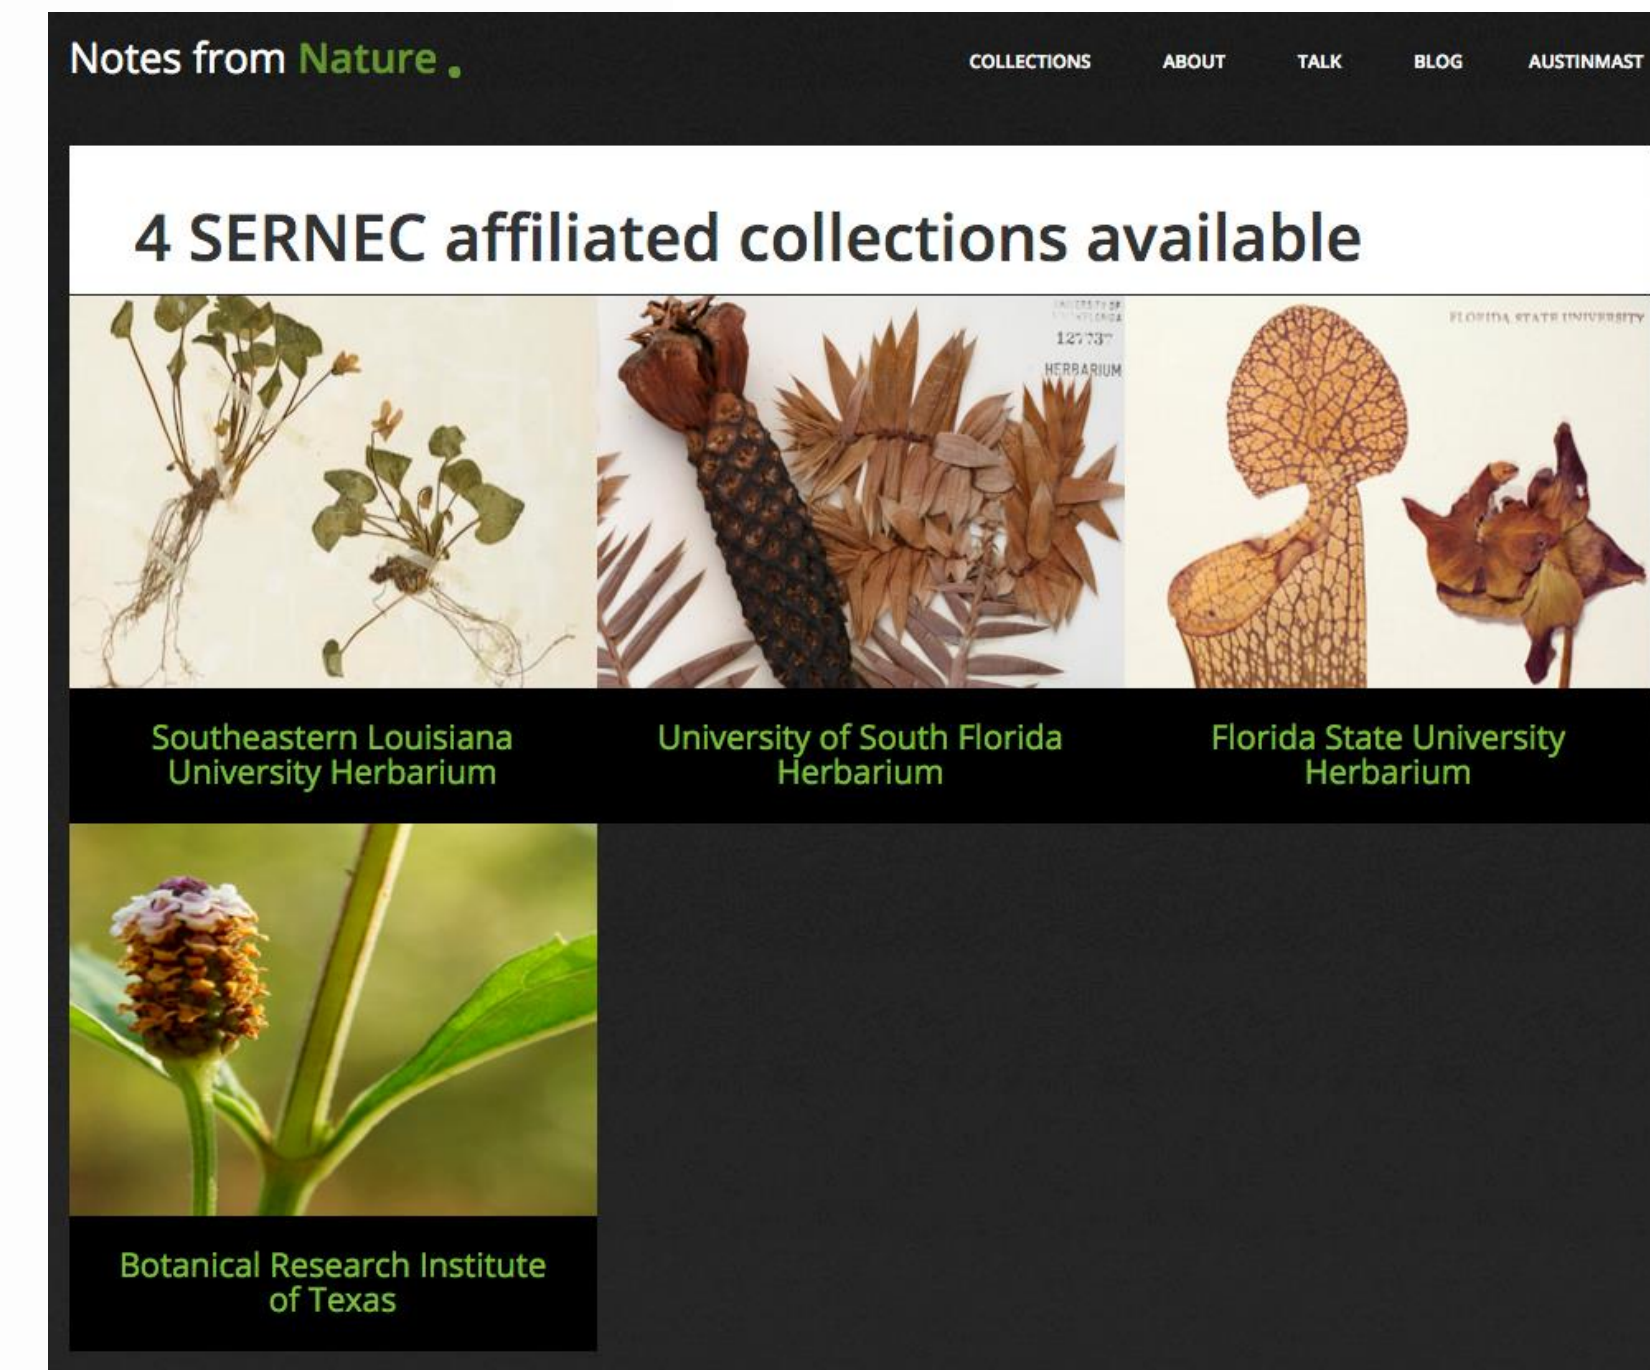 Notes from Nature.
COLLECTIONS ABOUT TALK BLOG AUSTINMAST
4 SERNEC affiliated collections available
127737
HERBARIUM
FLORIDA STATE UNIVERSITY
Southeastern Louisiana
University Herbarium
University of South Florida
Herbarium
Florida State University
Herbarium
Botanical Research Institute
of Texas